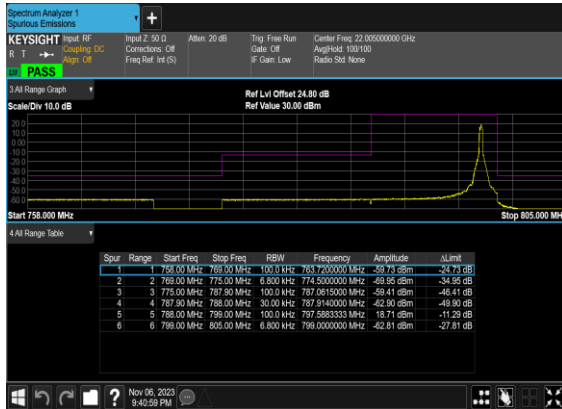 Spectrum Analyzer 1
Spurious Emissions
+
KEYSIGHT Input: RF Input Z: 50 Ω Atten: 20 dB Trig: Free Run Center Freq: 22.005000000 GHz
R T Coupling: DC Corrections: Off Gate: Off Avg|Hold: 100/100
Align: Off Freq Ref: Int (S) IF Gain: Low Radio Std: None
PASS
3 All Range Graph
Ref Lvl Offset 24.80 dB
Scale/Div 10.0 dB Ref Value 30.00 dBm
20.0
10.0
0.00
-10.0
-20.0
-30.0
-40.0
-50.0
-60.0
Start 758.000 MHz Stop 805.000 MHz
4 All Range Table
Spur Range Start Freq Stop Freq RBW Frequency Amplitude ΔLimit
1 1 758.00 MHz 769.00 MHz 100.0 kHz 763.7200000 MHz -59.73 dBm -24.73 dB
2 2 769.00 MHz 775.00 MHz 6.800 kHz 774.5000000 MHz -69.95 dBm -34.95 dB
3 3 775.00 MHz 787.90 MHz 100.0 kHz 787.0615000 MHz -59.41 dBm -46.41 dB
4 4 787.90 MHz 788.00 MHz 30.00 kHz 787.9140000 MHz -62.90 dBm -49.90 dB
5 5 788.00 MHz 799.00 MHz 100.0 kHz 797.5883333 MHz 18.71 dBm -11.29 dB
6 6 799.00 MHz 805.00 MHz 6.800 kHz 799.0000000 MHz -62.81 dBm -27.81 dB
? Nov 06, 2023
9:40:59 PM